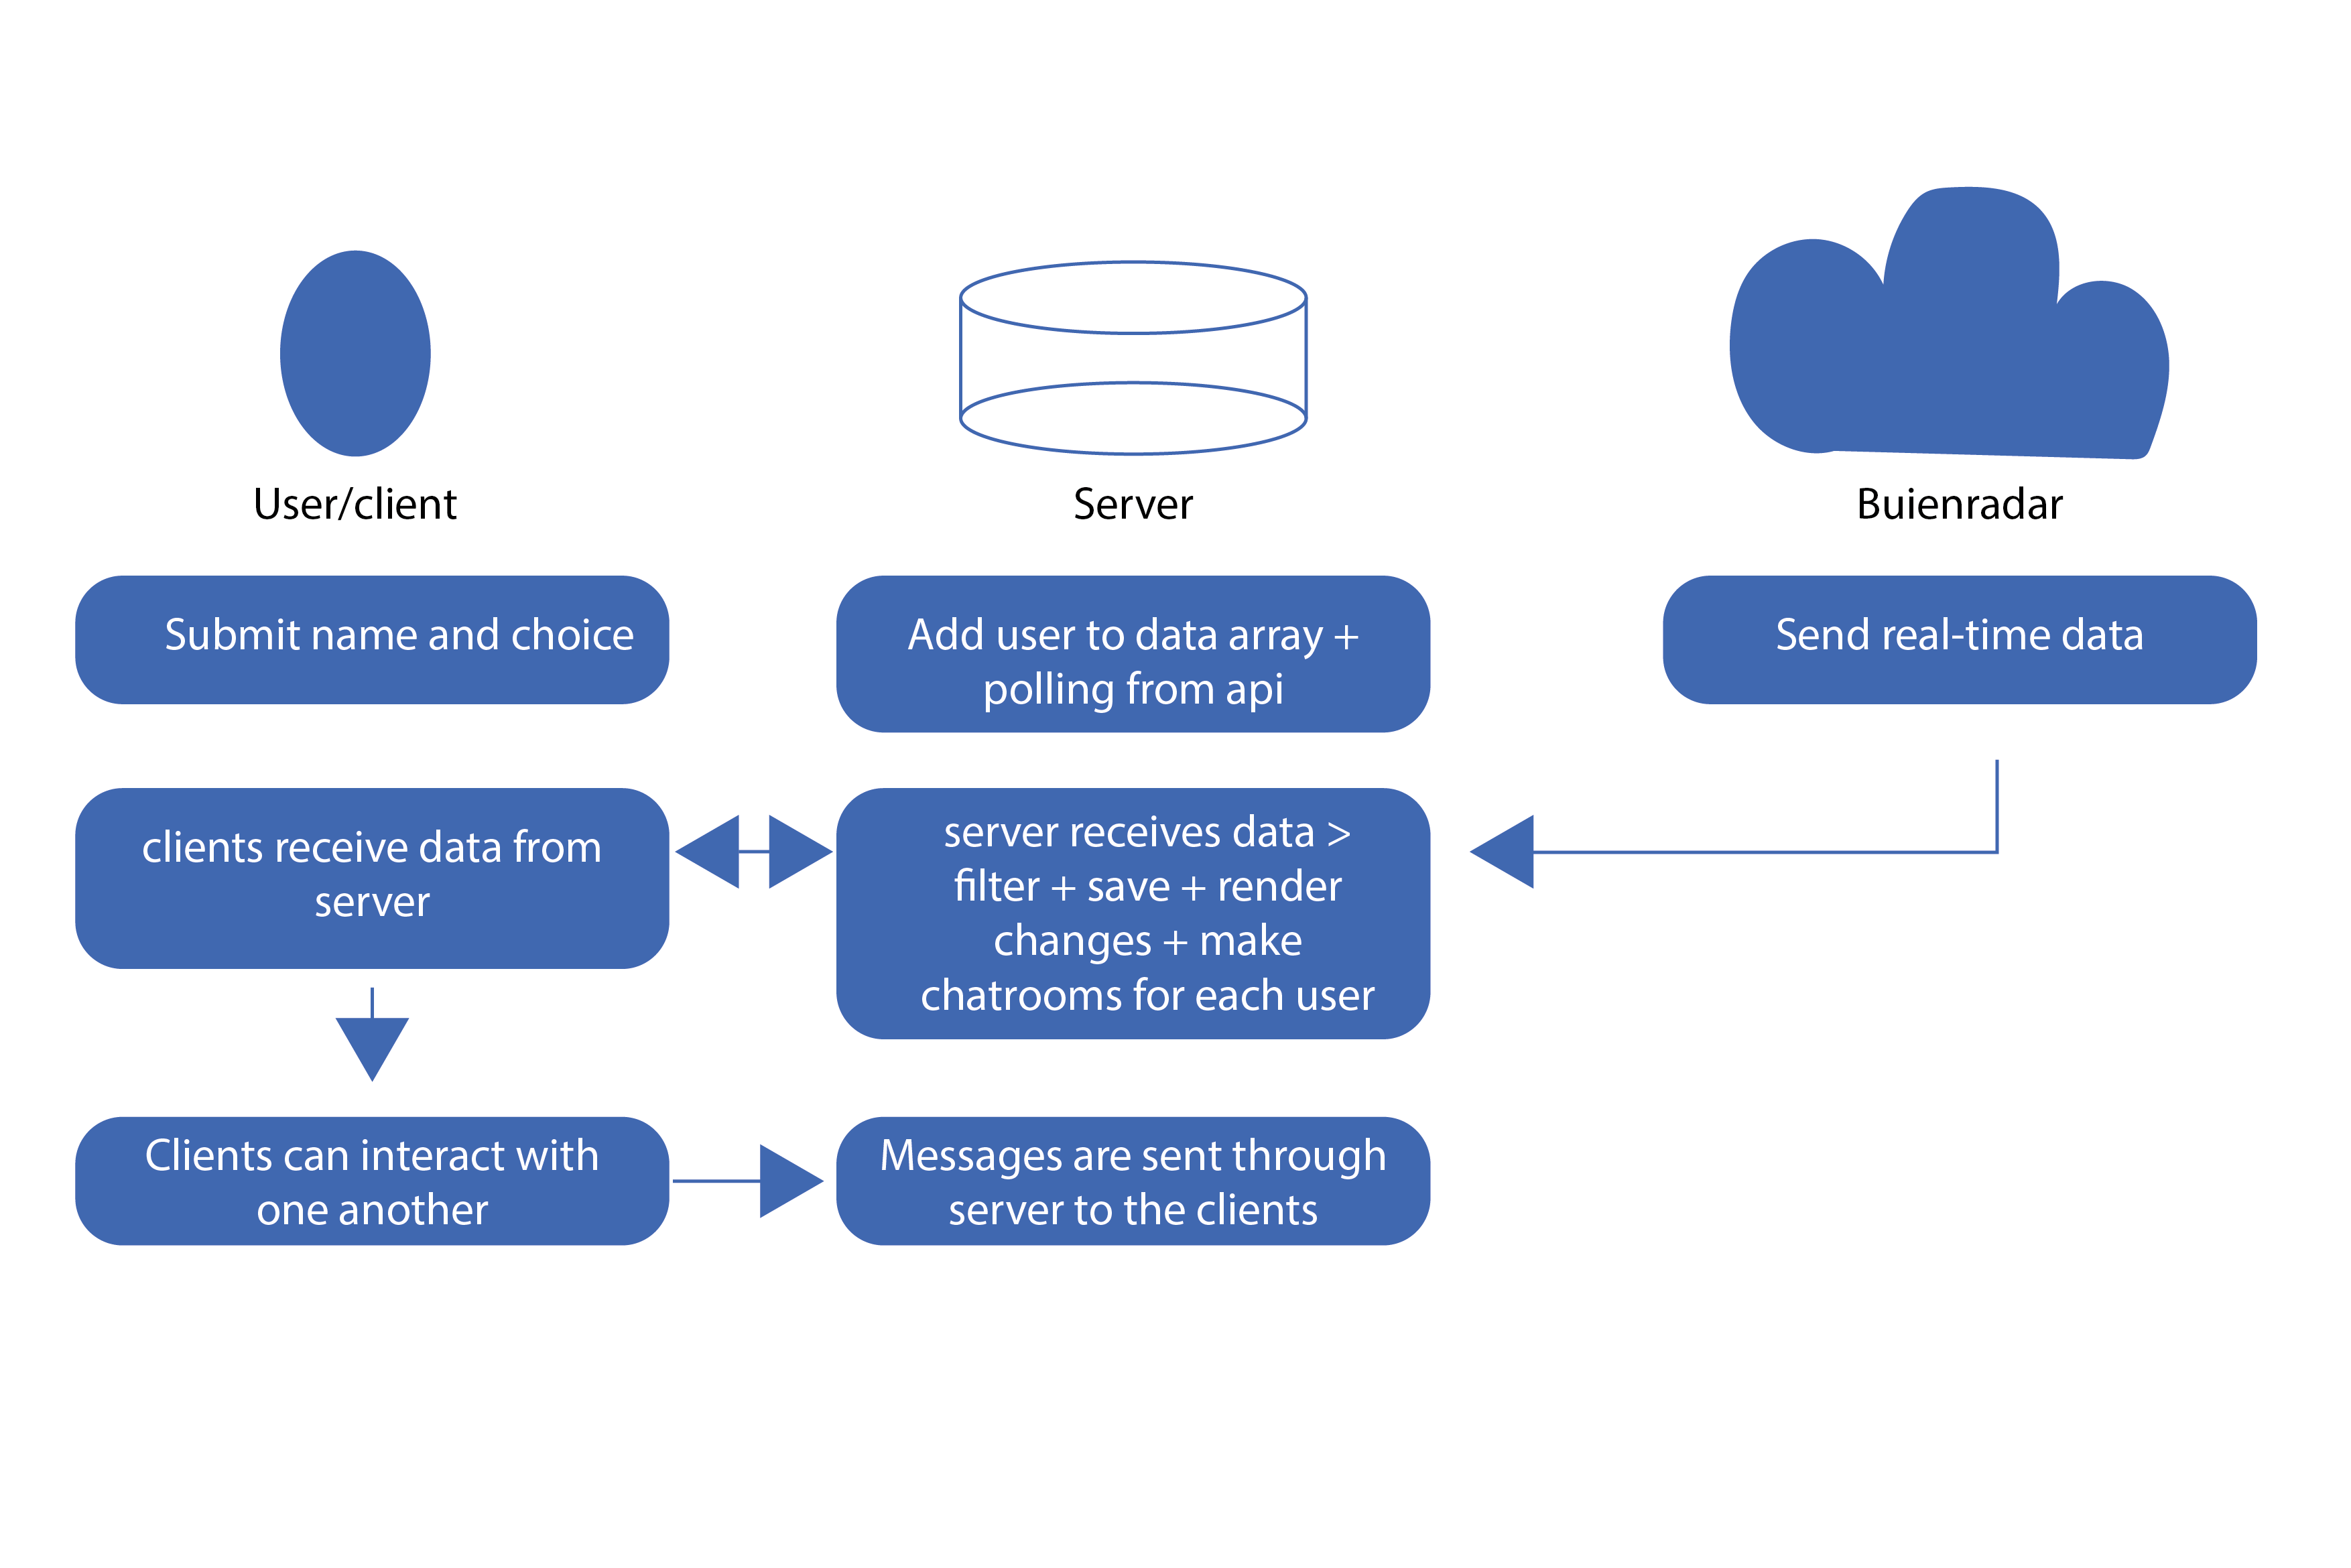 User/client
Server
Buienradar
Submit name and choice
Add user to data array +
polling from api
Send real-time data
clients receive data from
server
server receives data >
filter + save + render
changes + make
chatrooms for each user
Clients can interact with
one another
Messages are sent through
server to the clients